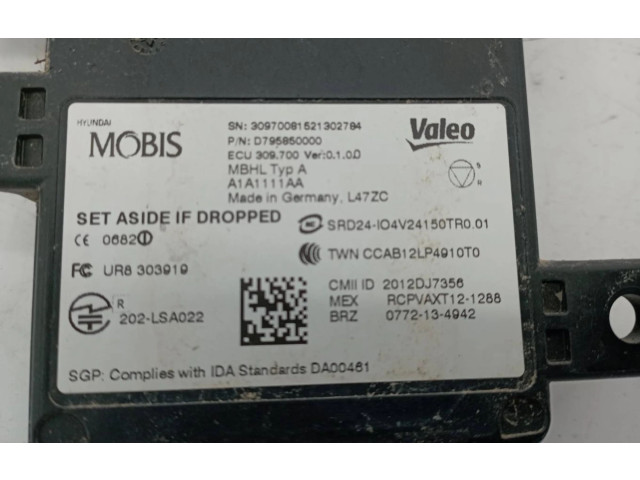 HYUNDAI
MOBIS
SN: 30970081521302784
P/N: D795850000
ECU 309.700 Ver:0.1.0.0
MBHL Typ A
A1A1111AA
Made in Germany, L47ZC
Valeo
S
R
SET ASIDE IF DROPPED
CE 0682
SRD24-IO4V24150TR0.01
TWN CCAB12LP4910T0
FC UR8 303919
R
202-LSA022
CMII ID 2012DJ7356
MEX RCPVAXT12-1288
BRZ 0772-13-4942
SGP: Complies with IDA Standards DA00461